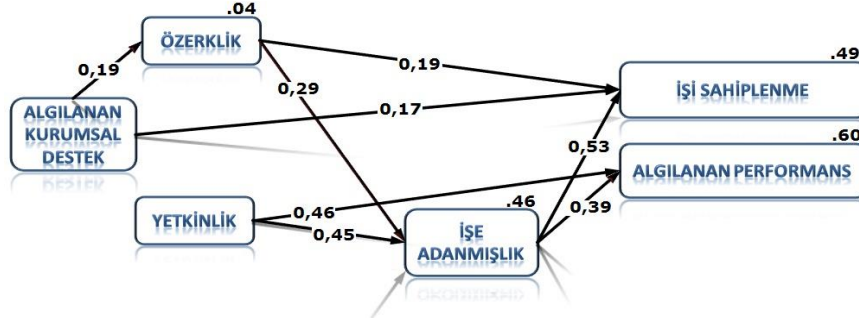 .04
ÖZERKLİK
0,19
0,19
0,29
.49
İŞİ SAHİPLENME
0,17
ALGILANAN
KURUMSAL
DESTEK
0,53
.60
ALGILANAN PERFORMANS
YETKİNLİK
0,46
0,45
.46
İŞE
ADANMIŞLIK
0,39